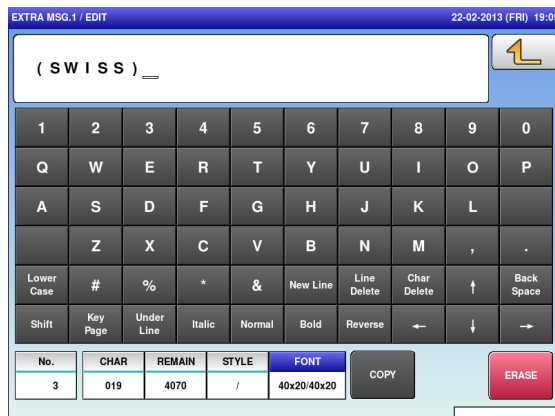 EXTRA MSG.1 / EDIT 22-02-2013 (FRI) 19:09
(SWISS)_
1 2 3 4 5 6 7 8 9 0
Q W E R T Y U I O P
A S D F G H J K L
Z X C V B N M , .
Lower Case # % * & New Line Line Delete Char Delete ↑ Back Space
Shift Key Page Under Line Italic Normal Bold Reverse ← ↓ →
No. CHAR REMAIN STYLE FONT COPY ERASE
3 019 4070 / 40x20/40x20